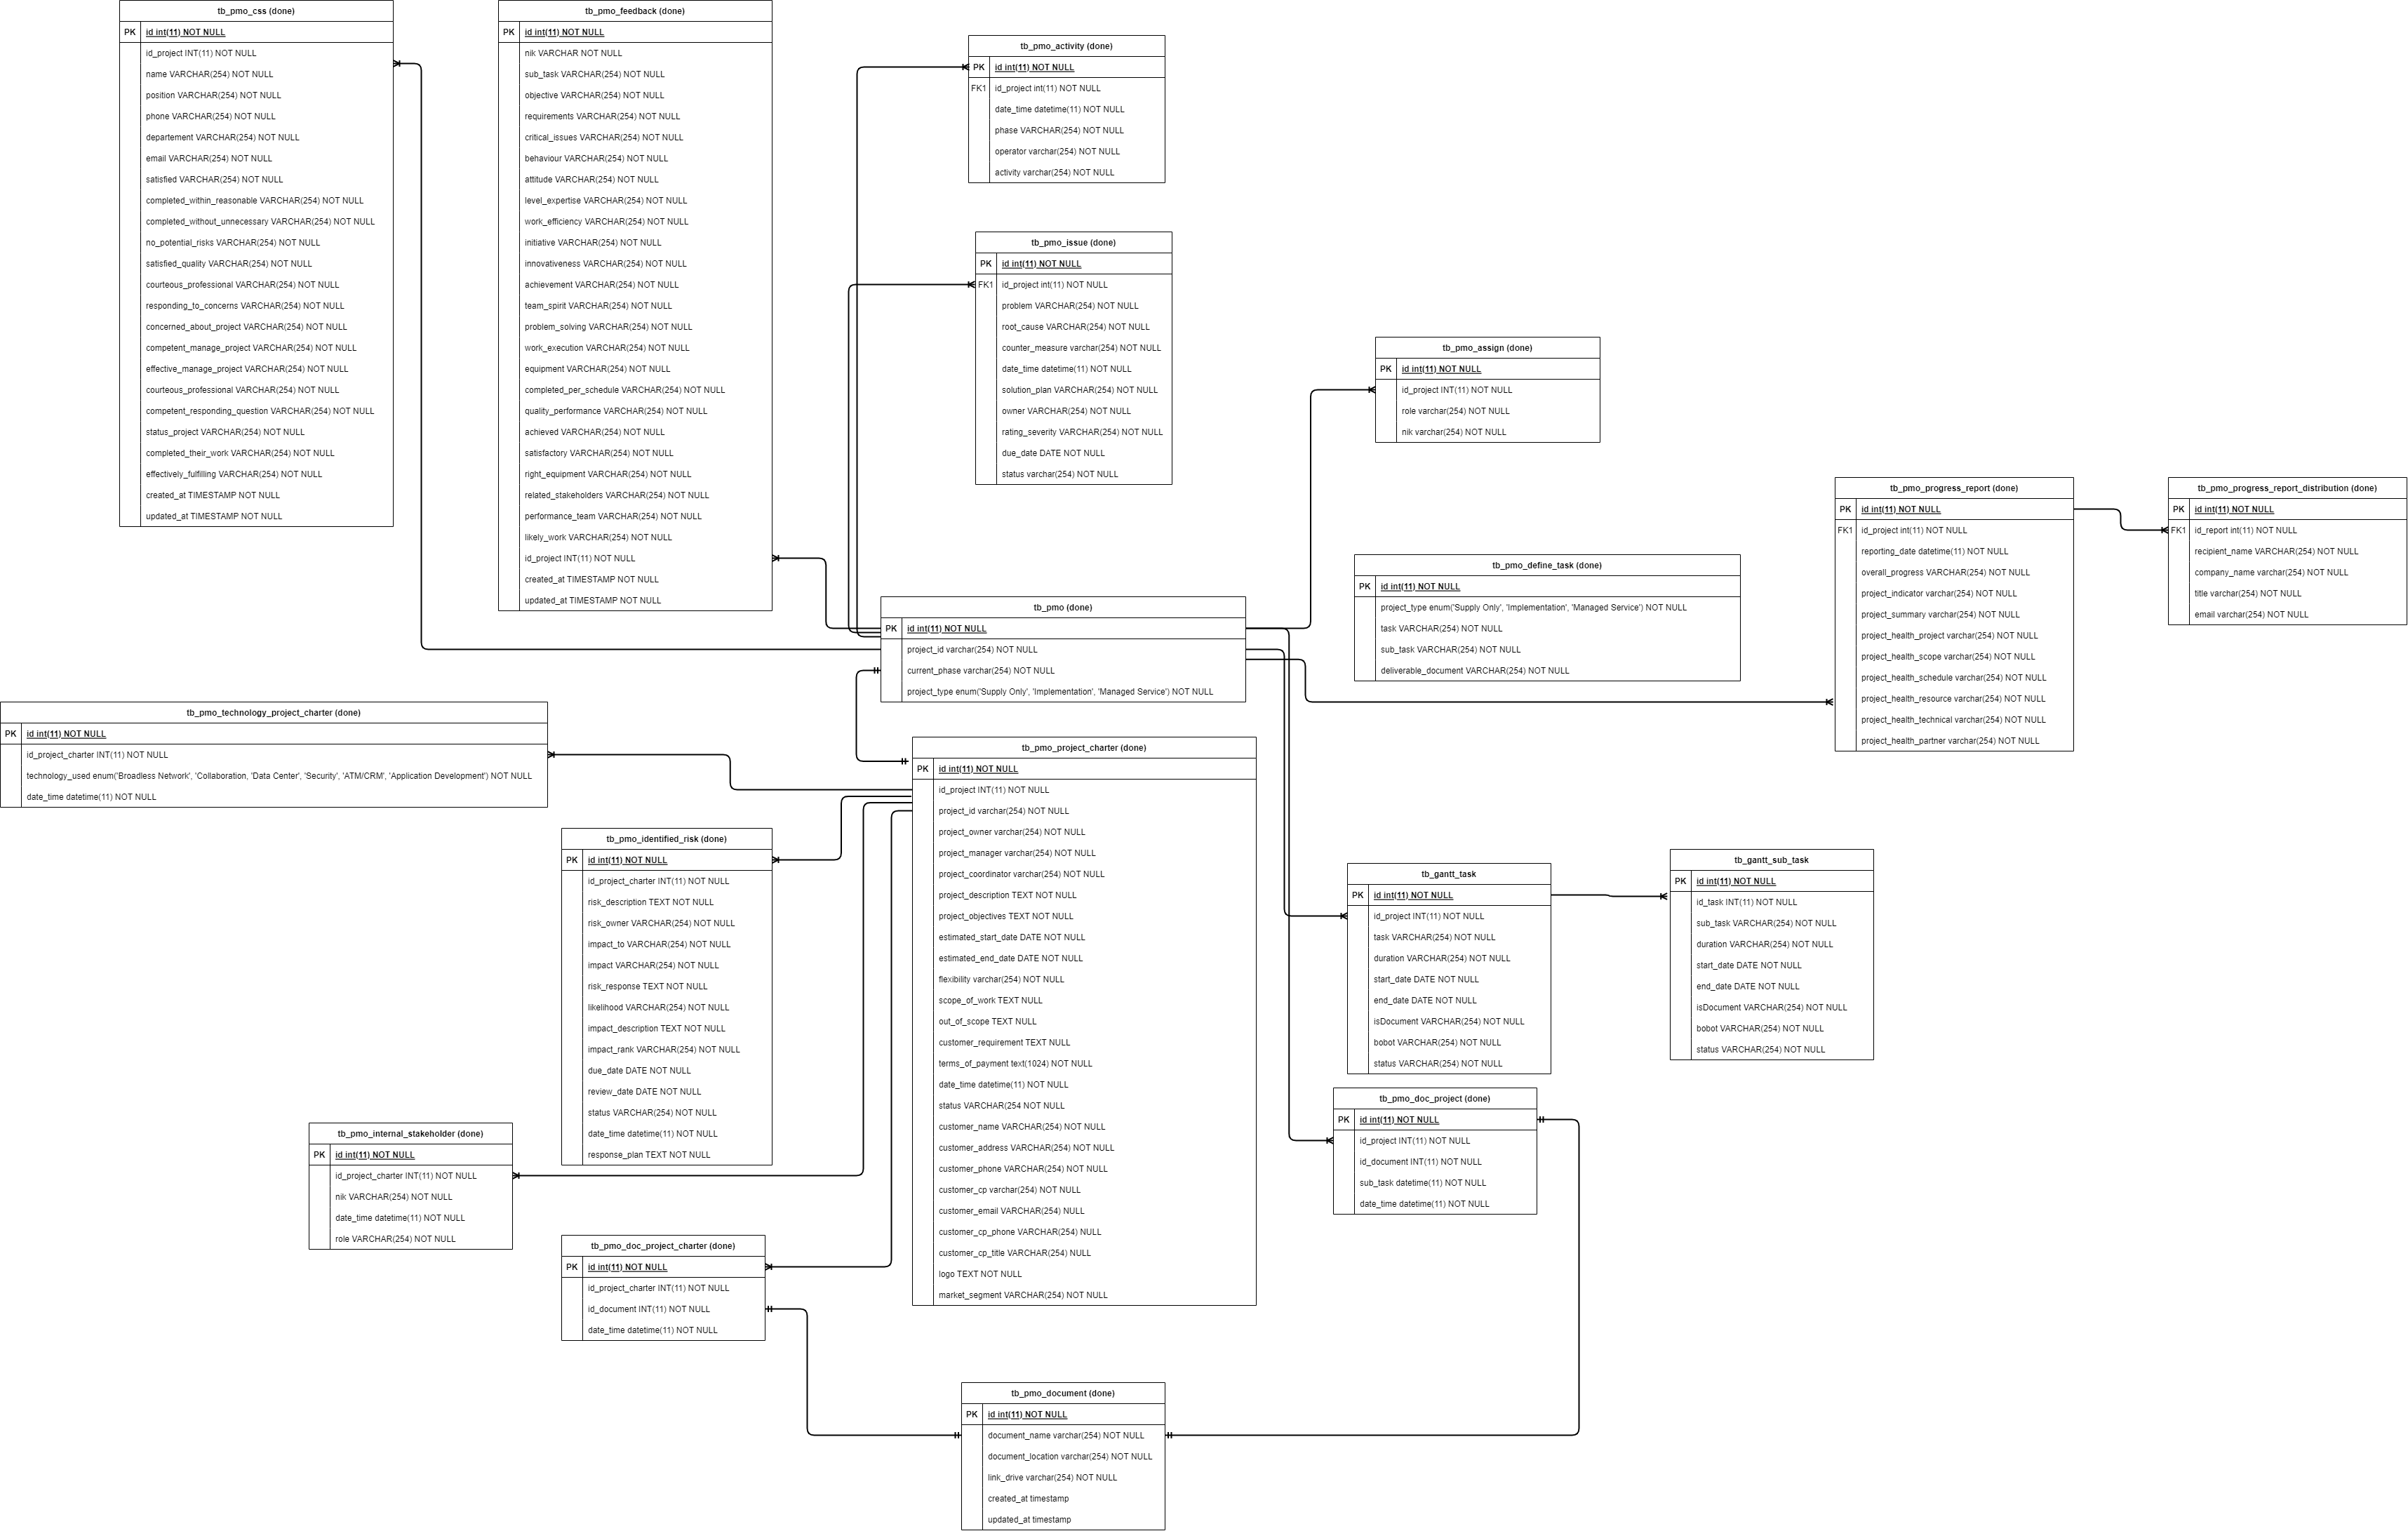 tb_pmo_css (done)
PK id int(11) NOT NULL
id_project INT(11) NOT NULL
name VARCHAR(254) NOT NULL
position VARCHAR(254) NOT NULL
phone VARCHAR(254) NOT NULL
departement VARCHAR(254) NOT NULL
email VARCHAR(254) NOT NULL
satisfied VARCHAR(254) NOT NULL
completed_within_reasonable VARCHAR(254) NOT NULL
completed_without_unnecessary VARCHAR(254) NOT NULL
no_potential_risks VARCHAR(254) NOT NULL
satisfied_quality VARCHAR(254) NOT NULL
courteous_professional VARCHAR(254) NOT NULL
responding_to_concerns VARCHAR(254) NOT NULL
concerned_about_project VARCHAR(254) NOT NULL
competent_manage_project VARCHAR(254) NOT NULL
effective_manage_project VARCHAR(254) NOT NULL
courteous_professional VARCHAR(254) NOT NULL
competent_responding_question VARCHAR(254) NOT NULL
status_project VARCHAR(254) NOT NULL
completed_their_work VARCHAR(254) NOT NULL
effectively_fulfilling VARCHAR(254) NOT NULL
created_at TIMESTAMP NOT NULL
updated_at TIMESTAMP NOT NULL
tb_pmo_feedback (done)
PK id int(11) NOT NULL
nik VARCHAR NOT NULL
sub_task VARCHAR(254) NOT NULL
objective VARCHAR(254) NOT NULL
requirements VARCHAR(254) NOT NULL
critical_issues VARCHAR(254) NOT NULL
behaviour VARCHAR(254) NOT NULL
attitude VARCHAR(254) NOT NULL
level_expertise VARCHAR(254) NOT NULL
work_efficiency VARCHAR(254) NOT NULL
initiative VARCHAR(254) NOT NULL
innovativeness VARCHAR(254) NOT NULL
achievement VARCHAR(254) NOT NULL
team_spirit VARCHAR(254) NOT NULL
problem_solving VARCHAR(254) NOT NULL
work_execution VARCHAR(254) NOT NULL
equipment VARCHAR(254) NOT NULL
completed_per_schedule VARCHAR(254) NOT NULL
quality_performance VARCHAR(254) NOT NULL
achieved VARCHAR(254) NOT NULL
satisfactory VARCHAR(254) NOT NULL
right_equipment VARCHAR(254) NOT NULL
related_stakeholders VARCHAR(254) NOT NULL
performance_team VARCHAR(254) NOT NULL
likely_work VARCHAR(254) NOT NULL
id_project INT(11) NOT NULL
created_at TIMESTAMP NOT NULL
updated_at TIMESTAMP NOT NULL
tb_pmo_activity (done)
PK id int(11) NOT NULL
FK1 id_project int(11) NOT NULL
date_time datetime(11) NOT NULL
phase VARCHAR(254) NOT NULL
operator varchar(254) NOT NULL
activity varchar(254) NOT NULL
tb_pmo_issue (done)
PK id int(11) NOT NULL
FK1 id_project int(11) NOT NULL
problem VARCHAR(254) NOT NULL
root_cause VARCHAR(254) NOT NULL
counter_measure varchar(254) NOT NULL
date_time datetime(11) NOT NULL
solution_plan VARCHAR(254) NOT NULL
owner VARCHAR(254) NOT NULL
rating_severity VARCHAR(254) NOT NULL
due_date DATE NOT NULL
status varchar(254) NOT NULL
tb_pmo_assign (done)
PK id int(11) NOT NULL
id_project INT(11) NOT NULL
role varchar(254) NOT NULL
nik varchar(254) NOT NULL
tb_pmo_progress_report (done)
PK id int(11) NOT NULL
FK1 id_project int(11) NOT NULL
reporting_date datetime(11) NOT NULL
overall_progress VARCHAR(254) NOT NULL
project_indicator varchar(254) NOT NULL
project_summary varchar(254) NOT NULL
project_health_project varchar(254) NOT NULL
project_health_scope varchar(254) NOT NULL
project_health_schedule varchar(254) NOT NULL
project_health_resource varchar(254) NOT NULL
project_health_technical varchar(254) NOT NULL
project_health_partner varchar(254) NOT NULL
tb_pmo_progress_report_distribution (done)
PK id int(11) NOT NULL
FK1 id_report int(11) NOT NULL
recipient_name VARCHAR(254) NOT NULL
company_name varchar(254) NOT NULL
title varchar(254) NOT NULL
email varchar(254) NOT NULL
tb_pmo_define_task (done)
PK id int(11) NOT NULL
project_type enum('Supply Only', 'Implementation', 'Managed Service') NOT NULL
task VARCHAR(254) NOT NULL
sub_task VARCHAR(254) NOT NULL
deliverable_document VARCHAR(254) NOT NULL
tb_pmo (done)
PK id int(11) NOT NULL
project_id varchar(254) NOT NULL
current_phase varchar(254) NOT NULL
project_type enum('Supply Only', 'Implementation', 'Managed Service') NOT NULL
tb_pmo_technology_project_charter (done)
PK id int(11) NOT NULL
id_project_charter INT(11) NOT NULL
technology_used enum('Broadless Network', 'Collaboration, 'Data Center', 'Security', 'ATM/CRM', 'Application Development') NOT NULL
date_time datetime(11) NOT NULL
tb_pmo_project_charter (done)
PK id int(11) NOT NULL
id_project INT(11) NOT NULL
project_id varchar(254) NOT NULL
project_owner varchar(254) NOT NULL
project_manager varchar(254) NOT NULL
project_coordinator varchar(254) NOT NULL
project_description TEXT NOT NULL
project_objectives TEXT NOT NULL
estimated_start_date DATE NOT NULL
estimated_end_date DATE NOT NULL
flexibility varchar(254) NOT NULL
scope_of_work TEXT NOT NULL
out_of_scope TEXT NULL
customer_requirement TEXT NULL
terms_of_payment text(1024) NOT NULL
date_time datetime(11) NOT NULL
status VARCHAR(254 NOT NULL
customer_name VARCHAR(254) NOT NULL
customer_address VARCHAR(254) NOT NULL
customer_phone VARCHAR(254) NOT NULL
customer_cp varchar(254) NOT NULL
customer_email VARCHAR(254) NULL
customer_cp_phone VARCHAR(254) NULL
customer_cp_title VARCHAR(254) NULL
logo TEXT NOT NULL
market_segment VARCHAR(254) NOT NULL
tb_pmo_identified_risk (done)
PK id int(11) NOT NULL
id_project_charter INT(11) NOT NULL
risk_description TEXT NOT NULL
risk_owner VARCHAR(254) NOT NULL
impact_to VARCHAR(254) NOT NULL
impact VARCHAR(254) NOT NULL
risk_response TEXT NOT NULL
likelihood VARCHAR(254) NOT NULL
impact_description TEXT NOT NULL
impact_rank VARCHAR(254) NOT NULL
due_date DATE NOT NULL
review_date DATE NOT NULL
status VARCHAR(254) NOT NULL
date_time datetime(11) NOT NULL
response_plan TEXT NOT NULL
tb_gantt_task
PK id int(11) NOT NULL
id_project INT(11) NOT NULL
task VARCHAR(254) NOT NULL
duration VARCHAR(254) NOT NULL
start_date DATE NOT NULL
end_date DATE NOT NULL
isDocument VARCHAR(254) NOT NULL
bobot VARCHAR(254) NOT NULL
status VARCHAR(254) NOT NULL
tb_gantt_sub_task
PK id int(11) NOT NULL
id_task INT(11) NOT NULL
sub_task VARCHAR(254) NOT NULL
duration VARCHAR(254) NOT NULL
start_date DATE NOT NULL
end_date DATE NOT NULL
isDocument VARCHAR(254) NOT NULL
bobot VARCHAR(254) NOT NULL
status VARCHAR(254) NOT NULL
tb_pmo_doc_project (done)
PK id int(11) NOT NULL
id_project INT(11) NOT NULL
id_document INT(11) NOT NULL
sub_task datetime(11) NOT NULL
date_time datetime(11) NOT NULL
tb_pmo_internal_stakeholder (done)
PK id int(11) NOT NULL
id_project_charter INT(11) NOT NULL
nik VARCHAR(254) NOT NULL
date_time datetime(11) NOT NULL
role VARCHAR(254) NOT NULL
tb_pmo_doc_project_charter (done)
PK id int(11) NOT NULL
id_project_charter INT(11) NOT NULL
id_document INT(11) NOT NULL
date_time datetime(11) NOT NULL
tb_pmo_document (done)
PK id int(11) NOT NULL
document_name varchar(254) NOT NULL
document_location varchar(254) NOT NULL
link_drive varchar(254) NOT NULL
created_at timestamp
updated_at timestamp